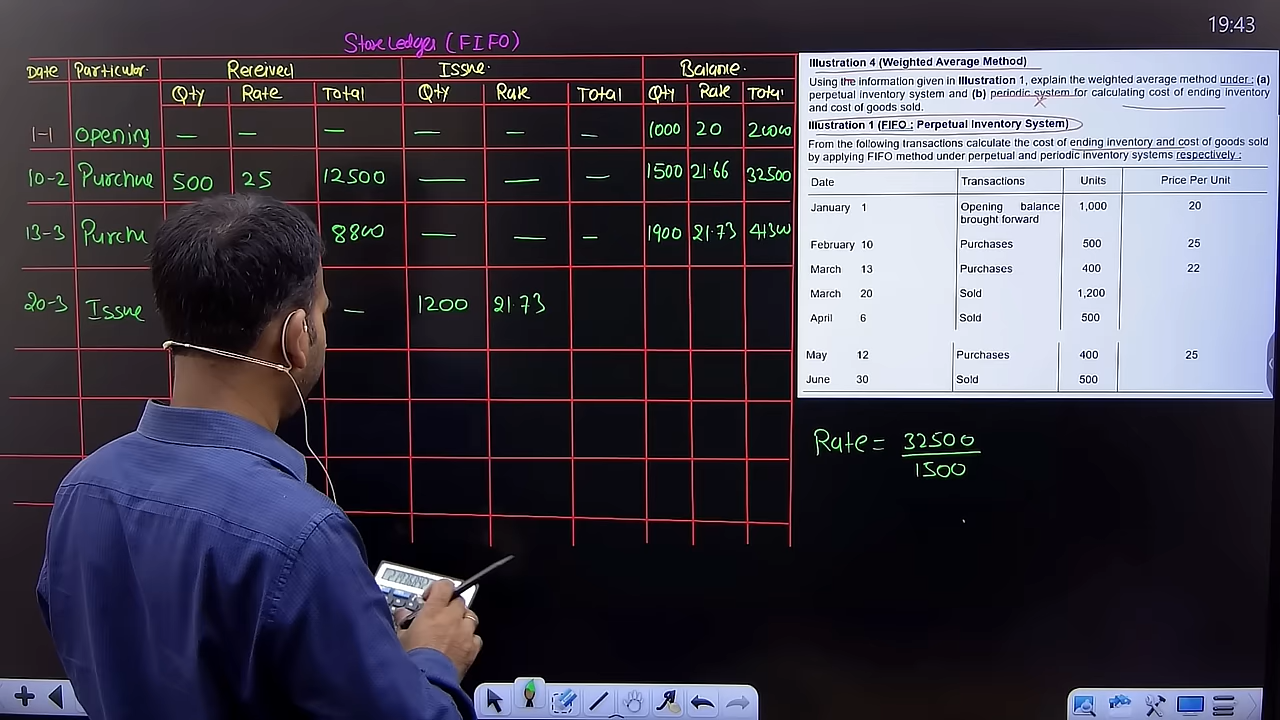 19:43
Store Ledger (FIFO)
Date Particular Received Issue Balance
Qty Rate Total Qty Rate Total Qty Rate Total
1-1 Opening — — — — — — 1000 20 20000
10-2 Purchase 500 25 12500 — — — 1500 21.66 32500
13-3 8800 — — — 1900 21.73 41300
20-3 Issue — 1200 21.73
Illustration 4 (Weighted Average Method)
Using the information given in Illustration 1, explain the weighted average method under : (a)
perpetual inventory system and (b) periodic system for calculating cost of ending inventory
and cost of goods sold.
Illustration 1 (FIFO : Perpetual Inventory System)
From the following transactions calculate the cost of ending inventory and cost of goods sold
by applying FIFO method under perpetual and periodic inventory systems respectively :
Date Transactions Units Price Per Unit
January 1 Opening balance 1,000 20
brought forward
February 10 Purchases 500 25
March 13 Purchases 400 22
March 20 Sold 1,200
April 6 Sold 500
May 12 Purchases 400 25
June 30 Sold 500
Rate = 32500
1500